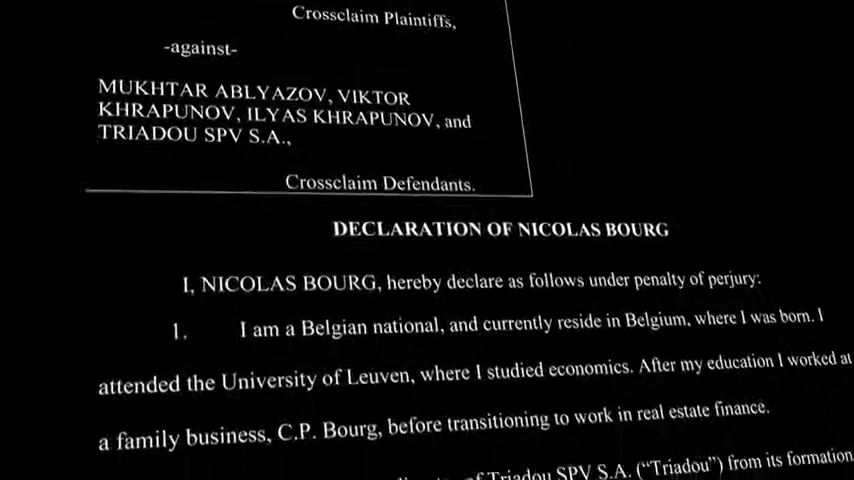 Crossclaim Plaintiffs,
-against-
MUKHTAR ABLYAZOV, VIKTOR
KHRAPUNOV, ILYAS KHRAPUNOV, and
TRIADOU SPV S.A.,
Crossclaim Defendants.
DECLARATION OF NICOLAS BOURG
I, NICOLAS BOURG, hereby declare as follows under penalty of perjury:
1. I am a Belgian national, and currently reside in Belgium, where I was born. I
attended the University of Leuven, where I studied economics. After my education I worked at
a family business, C.P. Bourg, before transitioning to work in real estate finance.
of Triadou SPV S.A. (“Triadou”) from its formation